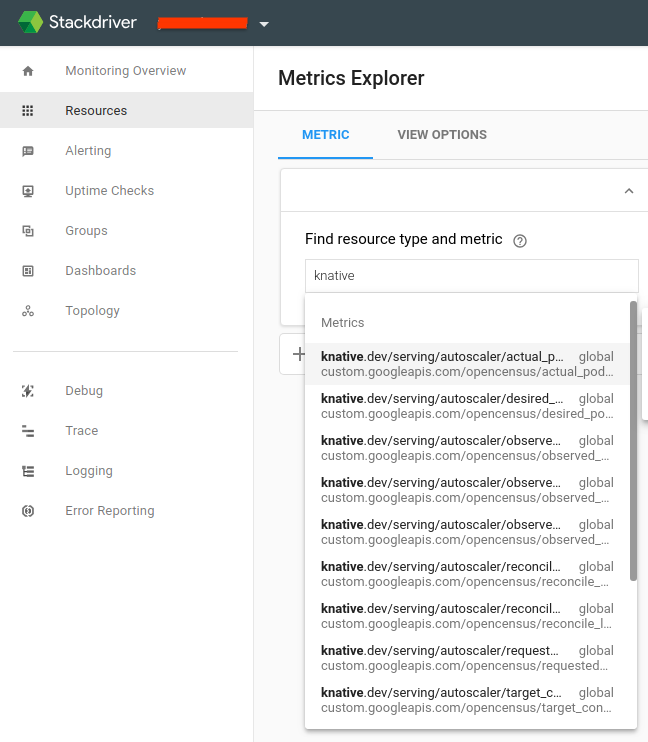 Stackdriver
Monitoring Overview
Resources
Alerting
Uptime Checks
Groups
Dashboards
Topology
Debug
Trace
Logging
Error Reporting
Metrics Explorer
METRIC VIEW OPTIONS
Find resource type and metric
knative
Metrics
knative.dev/serving/autoscaler/actual_p... global
custom.googleapis.com/opencensus/actual_pod...
knative.dev/serving/autoscaler/desired_... global
custom.googleapis.com/opencensus/desired_po...
knative.dev/serving/autoscaler/observe... global
custom.googleapis.com/opencensus/observed_...
knative.dev/serving/autoscaler/observe... global
custom.googleapis.com/opencensus/observed_...
knative.dev/serving/autoscaler/observe... global
custom.googleapis.com/opencensus/observed_...
knative.dev/serving/autoscaler/reconcil... global
custom.googleapis.com/opencensus/reconcile_...
knative.dev/serving/autoscaler/reconcil... global
custom.googleapis.com/opencensus/reconcile_l...
knative.dev/serving/autoscaler/request... global
custom.googleapis.com/opencensus/requested...
knative.dev/serving/autoscaler/target_c... global
custom.googleapis.com/opencensus/target_con...